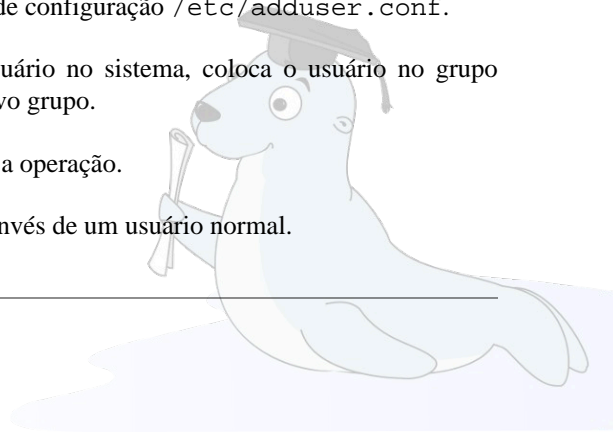 de configuração /etc/adduser.conf.
uário no sistema, coloca o usuário no grupo
vo grupo.
a operação.
nvés de um usuário normal.